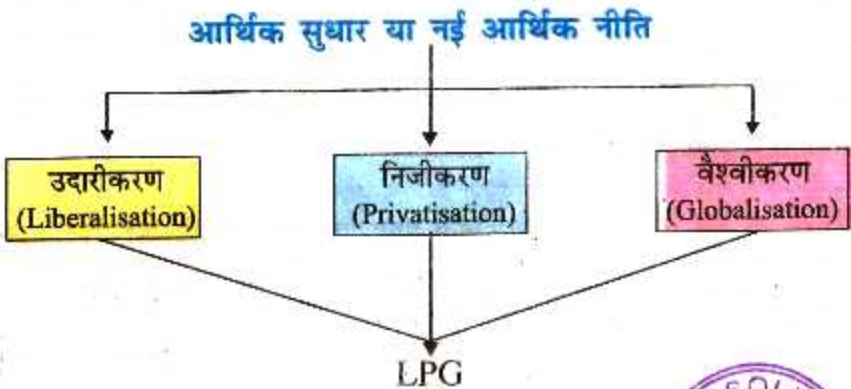 आर्थिक सुधार या नई आर्थिक नीति
उदारीकरण
(Liberalisation)
निजीकरण
(Privatisation)
वैश्वीकरण
(Globalisation)
LPG